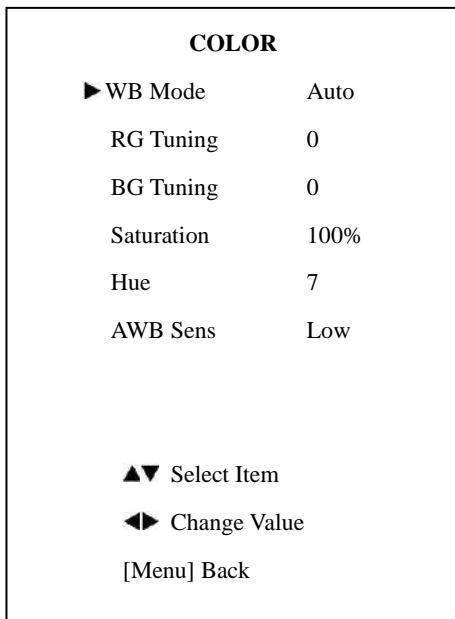 COLOR
▶WB Mode Auto
RG Tuning 0
BG Tuning 0
Saturation 100%
Hue 7
AWB Sens Low
▲▼ Select Item
◀▶ Change Value
[Menu] Back